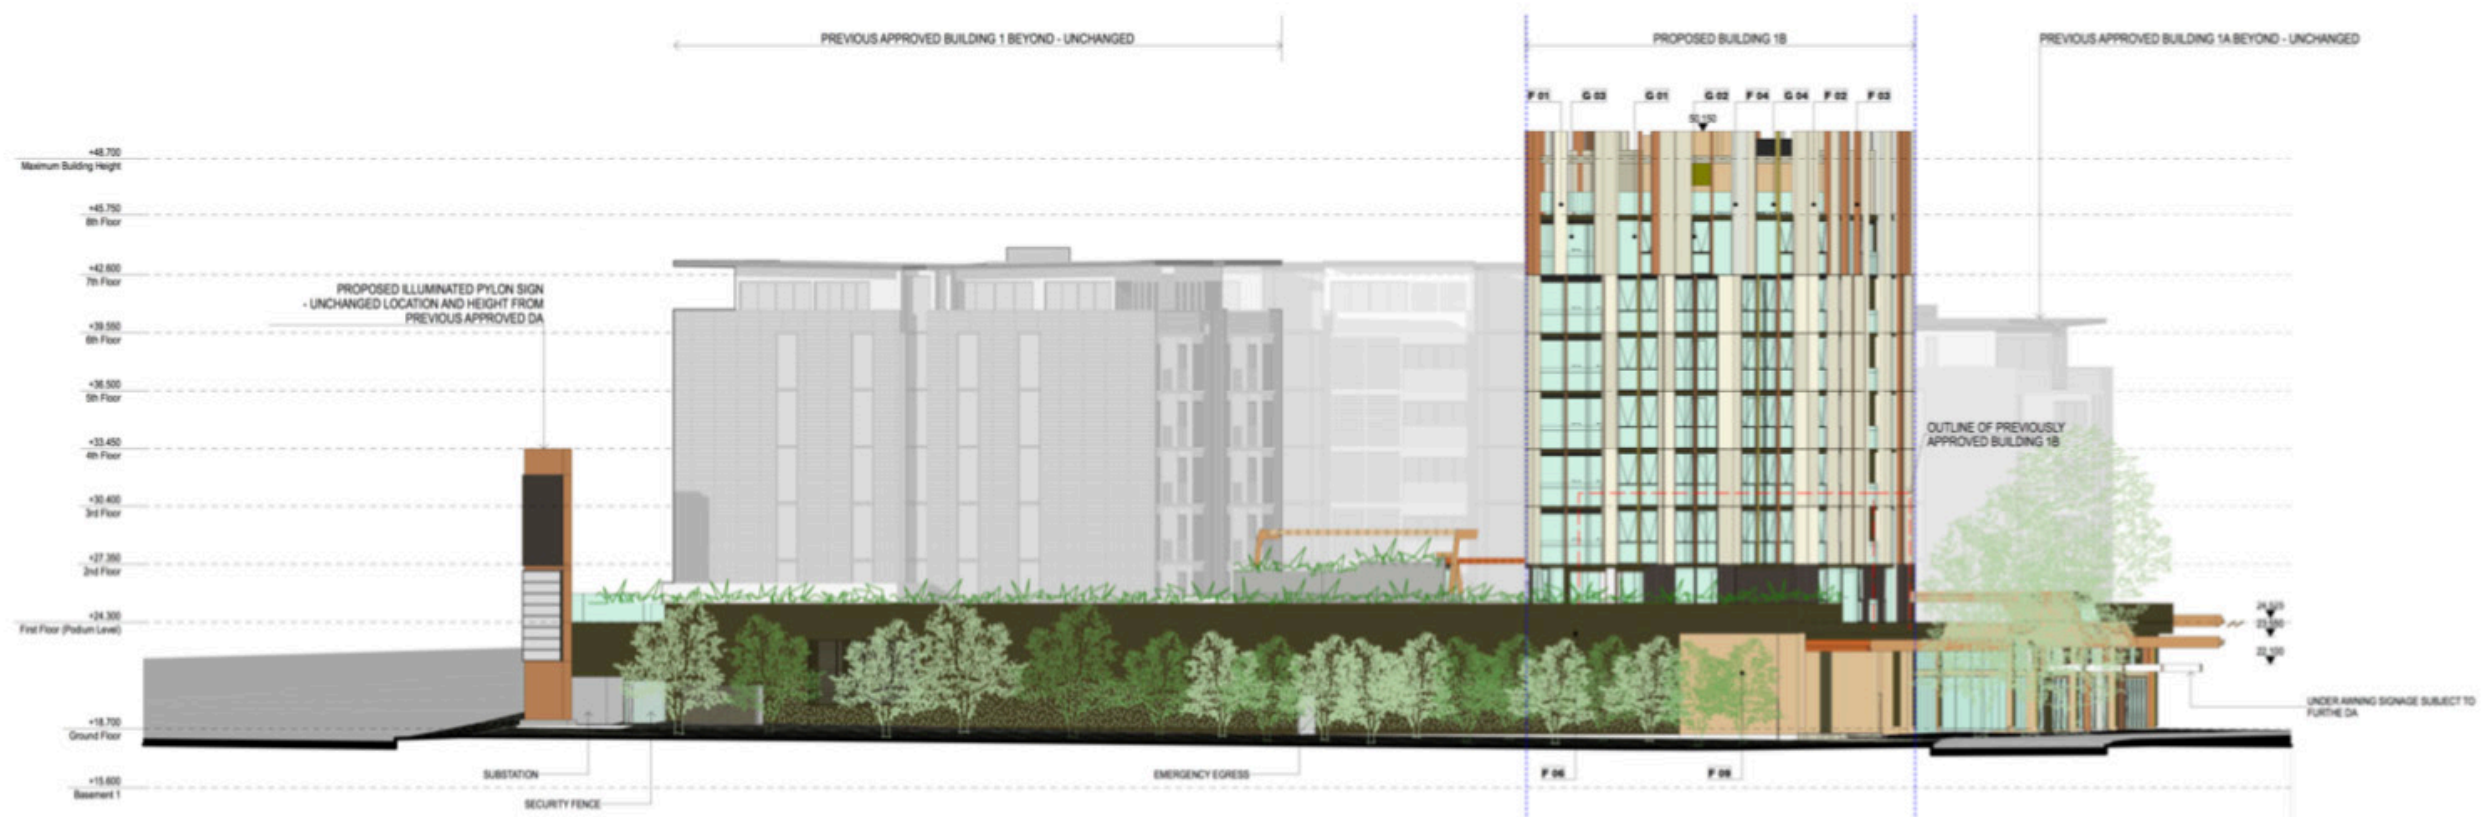 PREVIOUS APPROVED BUILDING 1 BEYOND - UNCHANGED
PROPOSED BUILDING 1B
PREVIOUS APPROVED BUILDING 1A BEYOND - UNCHANGED
F 01
G 03
G 01
G 02
F 04
G 04
F 02
F 03
50.150
+48.700
Maximum Building Height
+45.750
8th Floor
+42.600
7th Floor
PROPOSED ILLUMINATED PYLON SIGN
- UNCHANGED LOCATION AND HEIGHT FROM
PREVIOUS APPROVED DA
+39.550
6th Floor
+36.500
5th Floor
OUTLINE OF PREVIOUSLY
APPROVED BUILDING 1B
+33.450
4th Floor
+30.400
3rd Floor
+27.350
2nd Floor
+24.300
First Floor (Podium Level)
22.100
UNDER AWNING SIGNAGE SUBJECT TO
FURTHE DA
+18.700
Ground Floor
SUBSTATION
EMERGENCY EGRESS
F 06
+15.600
Basement 1
SECURITY FENCE